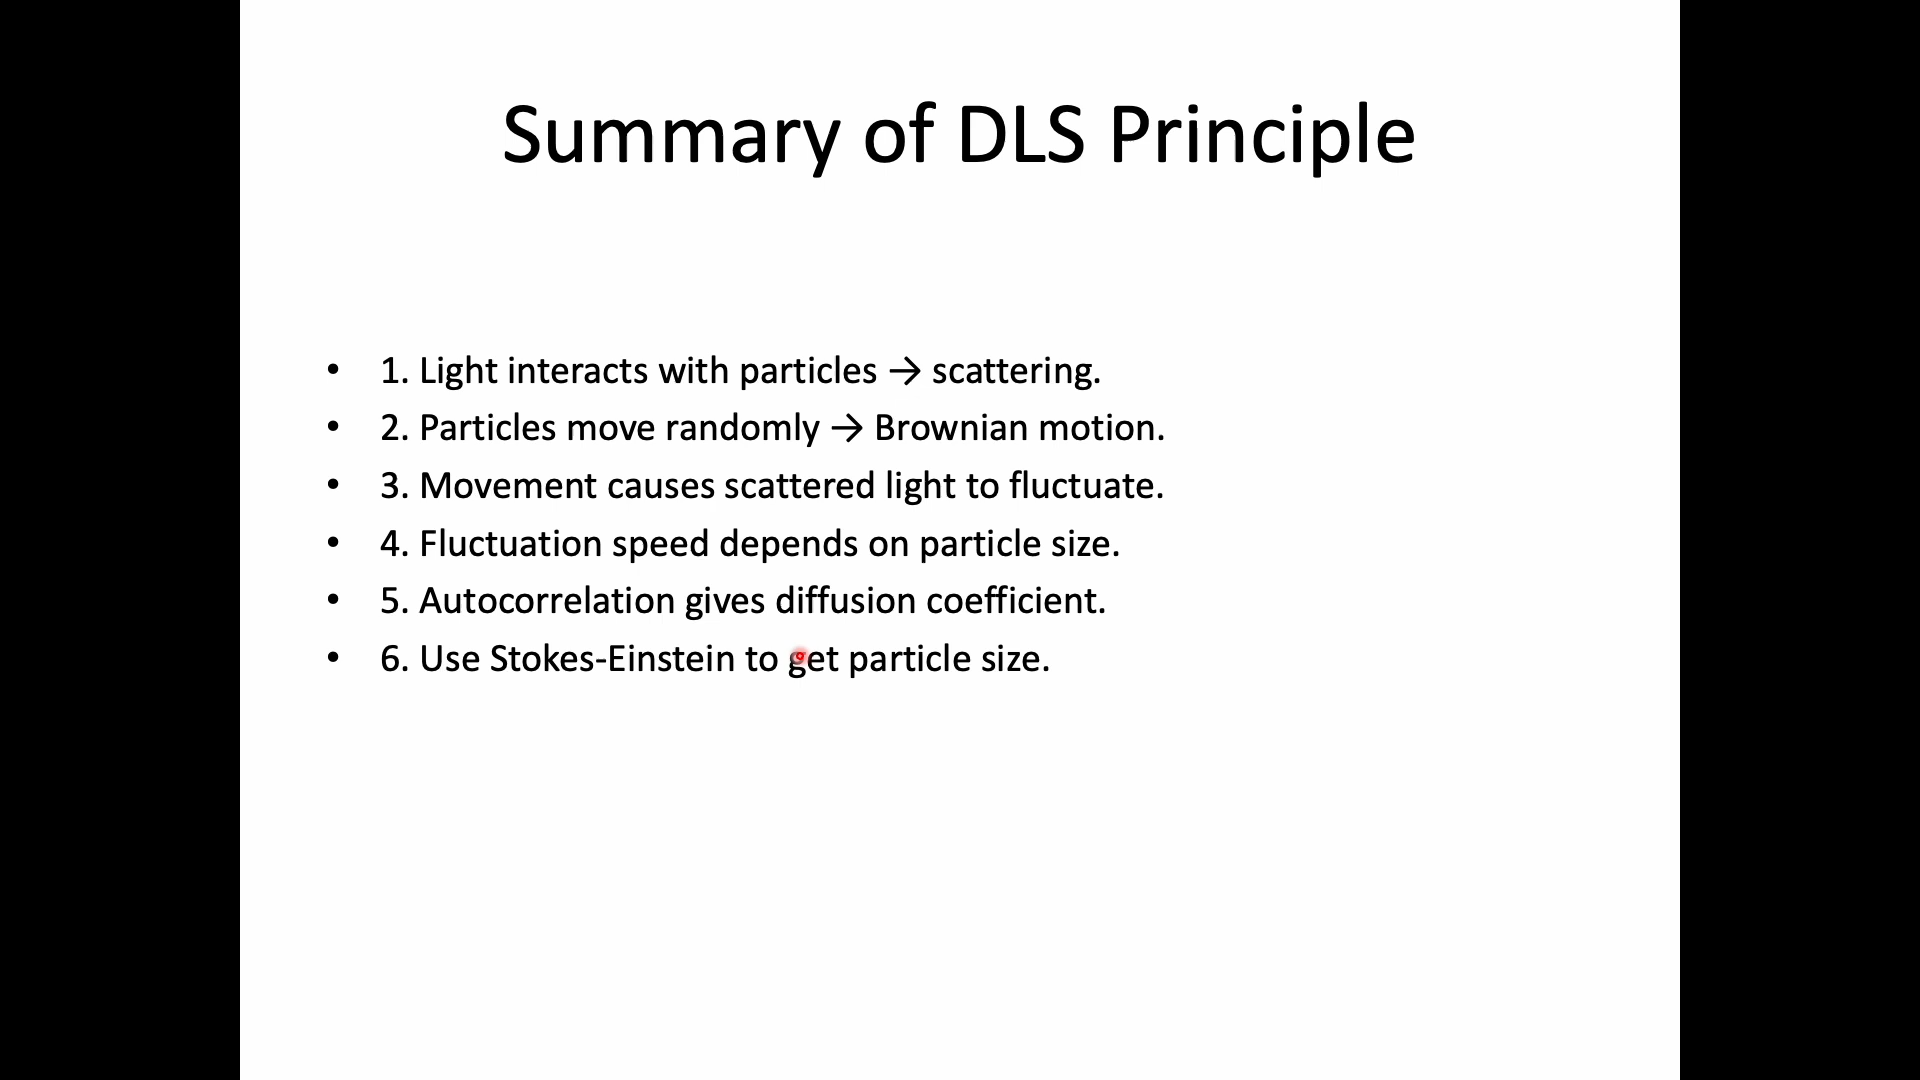 Summary of DLS Principle
• 1. Light interacts with particles → scattering.
• 2. Particles move randomly → Brownian motion.
• 3. Movement causes scattered light to fluctuate.
• 4. Fluctuation speed depends on particle size.
• 5. Autocorrelation gives diffusion coefficient.
• 6. Use Stokes-Einstein to get particle size.